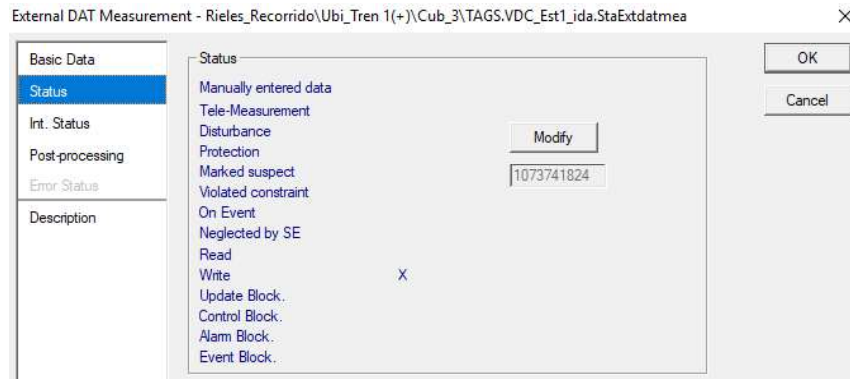 External DAT Measurement - Rieles_Recorrido\Ubi_Tren 1(+)\Cub_3\TAGS.VDC_Est1_ida.StaExtdatmea
Basic Data
Status
Int. Status
Post-processing
Error Status
Description
Status
Manually entered data
Tele-Measurement
Disturbance
Protection
Marked suspect
Violated constraint
On Event
Neglected by SE
Read
Write X
Update Block.
Control Block.
Alarm Block.
Event Block.
Modify
1073741824
OK
Cancel